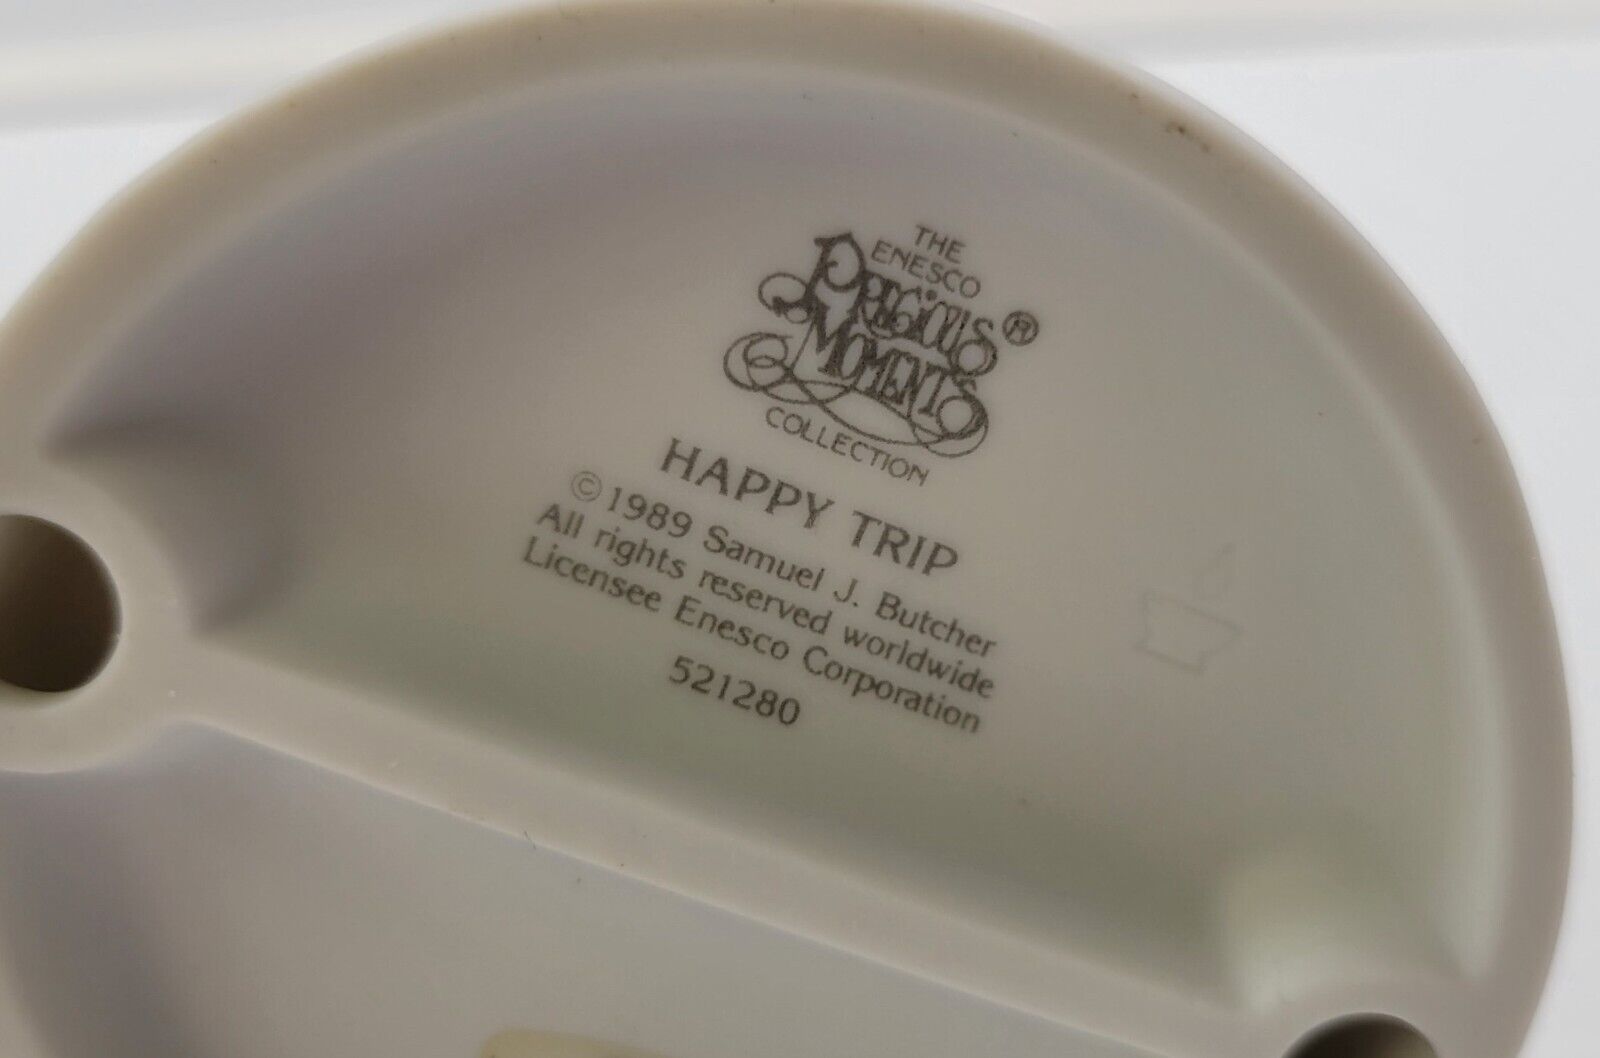 THE
ENESCO
PRECIOUS ®
MOMENTS
COLLECTION
HAPPY TRIP
© 1989 Samuel J. Butcher
All rights reserved worldwide
Licensee Enesco Corporation
521280